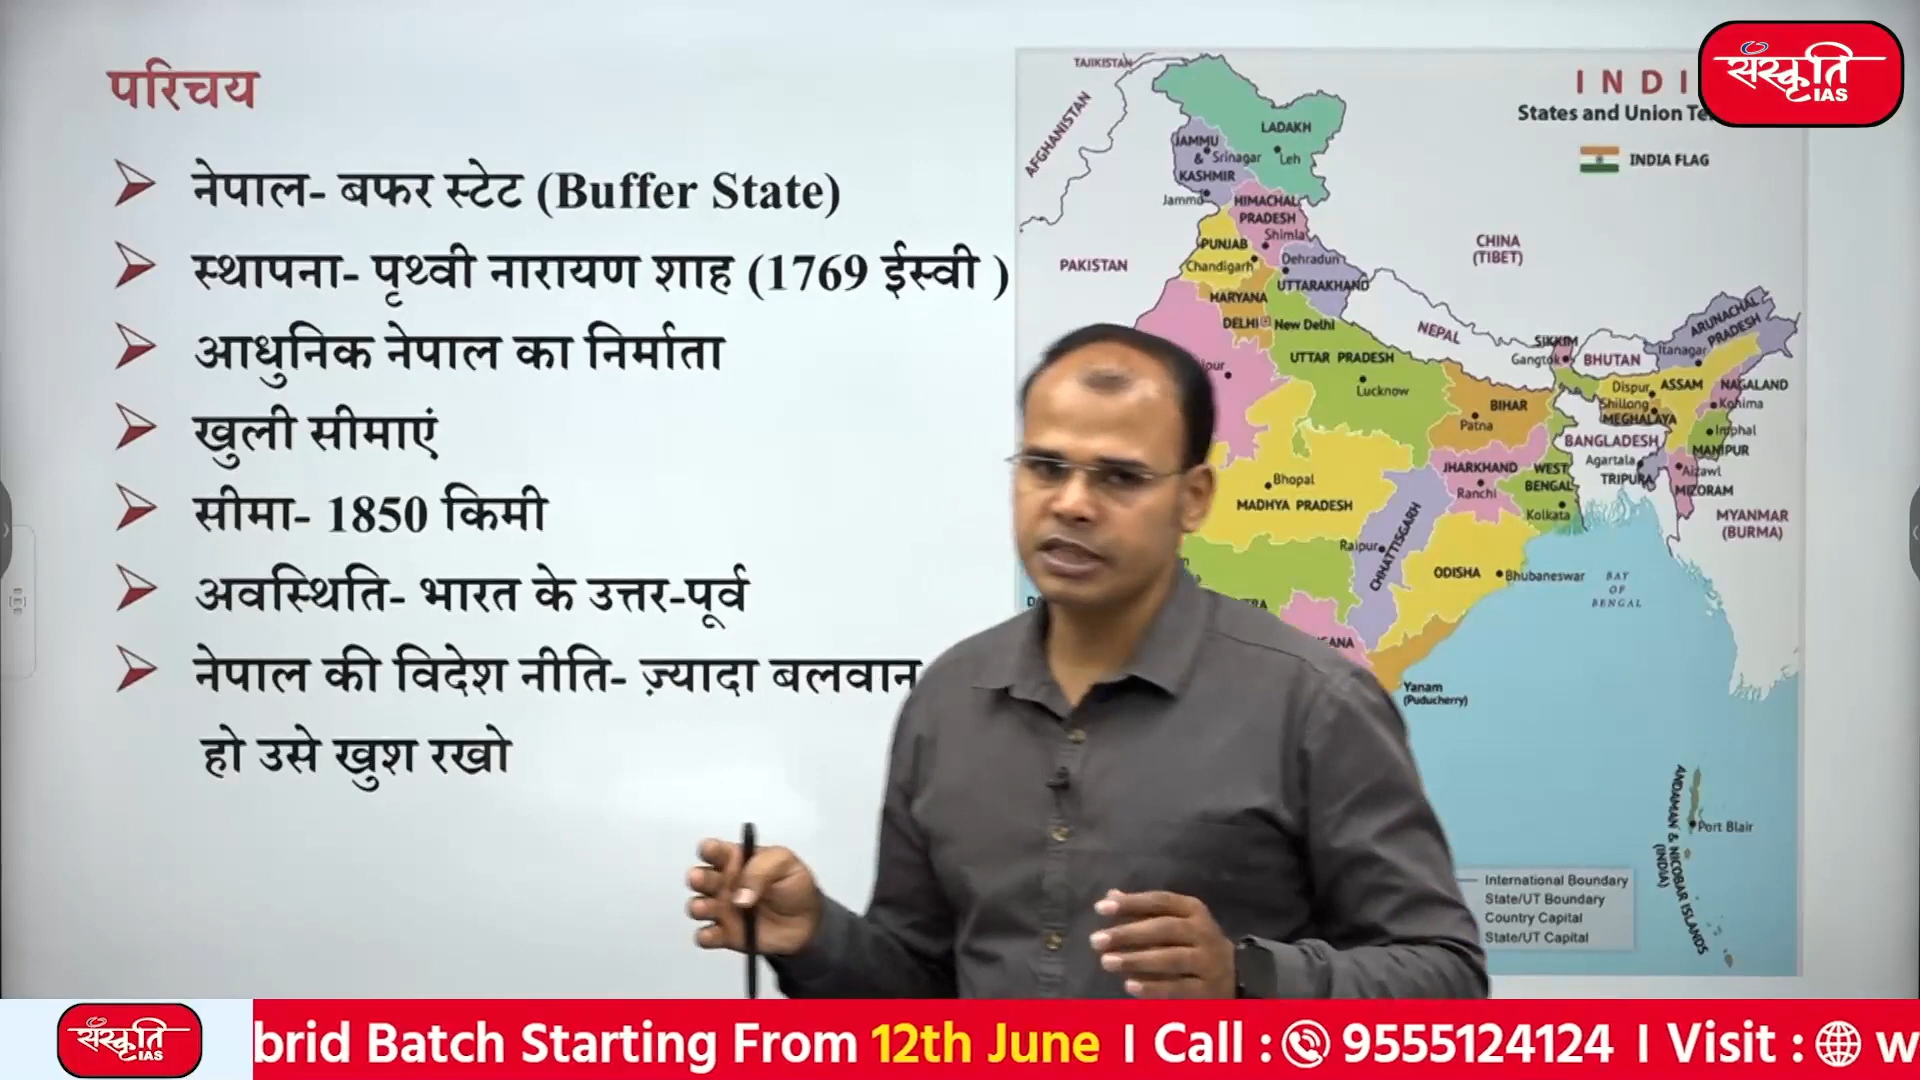 परिचय
नेपाल- बफर स्टेट (Buffer State)
स्थापना- पृथ्वी नारायण शाह (1769 ईस्वी )
आधुनिक नेपाल का निर्माता
खुली सीमाएं
सीमा- 1850 किमी
अवस्थिति- भारत के उत्तर-पूर्व
नेपाल की विदेश नीति- ज़्यादा बलवान
हो उसे खुश रखो
संस्कृति
IAS
INDI
States and Union Te
INDIA FLAG
TAJIKISTAN
AFGHANISTAN
PAKISTAN
CHINA
(TIBET)
LADAKH
Leh
JAMMU
& Srinagar
KASHMIR
Jammu
HIMACHAL
PRADESH
Shimla
PUNJAB
Chandigarh
Dehradun
UTTARAKHAND
HARYANA
DELHI New Delhi
NEPAL
UTTAR PRADESH
Lucknow
SIKKIM
Gangtok
BHUTAN
ARUNACHAL
PRADESH
Itanagar
Dispur ASSAM
NAGALAND
Kohima
Shillong
MEGHALAYA
Imphal
MANIPUR
BIHAR
Patna
BANGLADESH
Agartala
TRIPURA
Aizawl
MIZORAM
MYANMAR
(BURMA)
JHARKHAND
Ranchi
WEST
BENGAL
Kolkata
Bhopal
MADHYA PRADESH
CHHATTISGARH
Raipur
ODISHA
Bhubaneswar
BAY
OF
BENGAL
Yanam
(Puducherry)
ANDAMAN & NICOBAR ISLANDS
(INDIA)
Port Blair
International Boundary
State/UT Boundary
Country Capital
State/UT Capital
संस्कृति
IAS
brid Batch Starting From 12th June I Call : 9555124124 I Visit : w